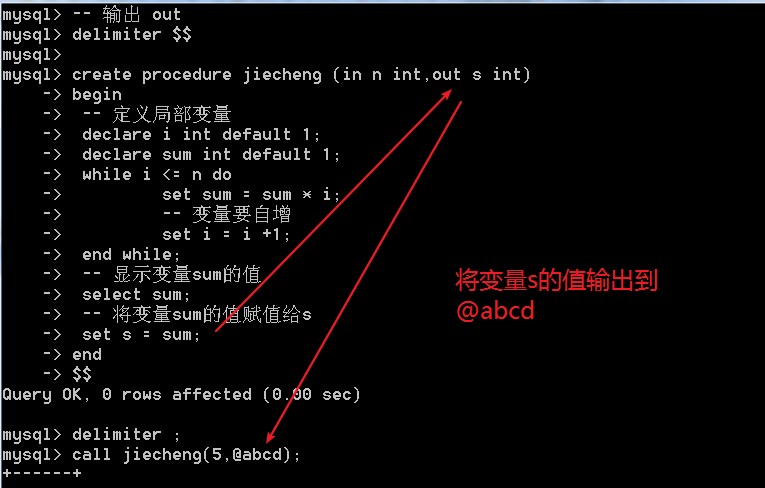 mysql> -- 输出 out
mysql> delimiter $$
mysql>
mysql> create procedure jiecheng (in n int,out s int)
    -> begin
    ->  -- 定义局部变量
    ->  declare i int default 1;
    ->  declare sum int default 1;
    ->  while i <= n do
    ->          set sum = sum * i;
    ->          -- 变量要自增
    ->          set i = i +1;
    ->  end while;
    ->  -- 显示变量sum的值
    ->  select sum;
    ->  -- 将变量sum的值赋值给s
    ->  set s = sum;
    -> end
    -> $$
Query OK, 0 rows affected (0.00 sec)
将变量s的值输出到
@abcd
mysql> delimiter ;
mysql> call jiecheng(5,@abcd);
+------+